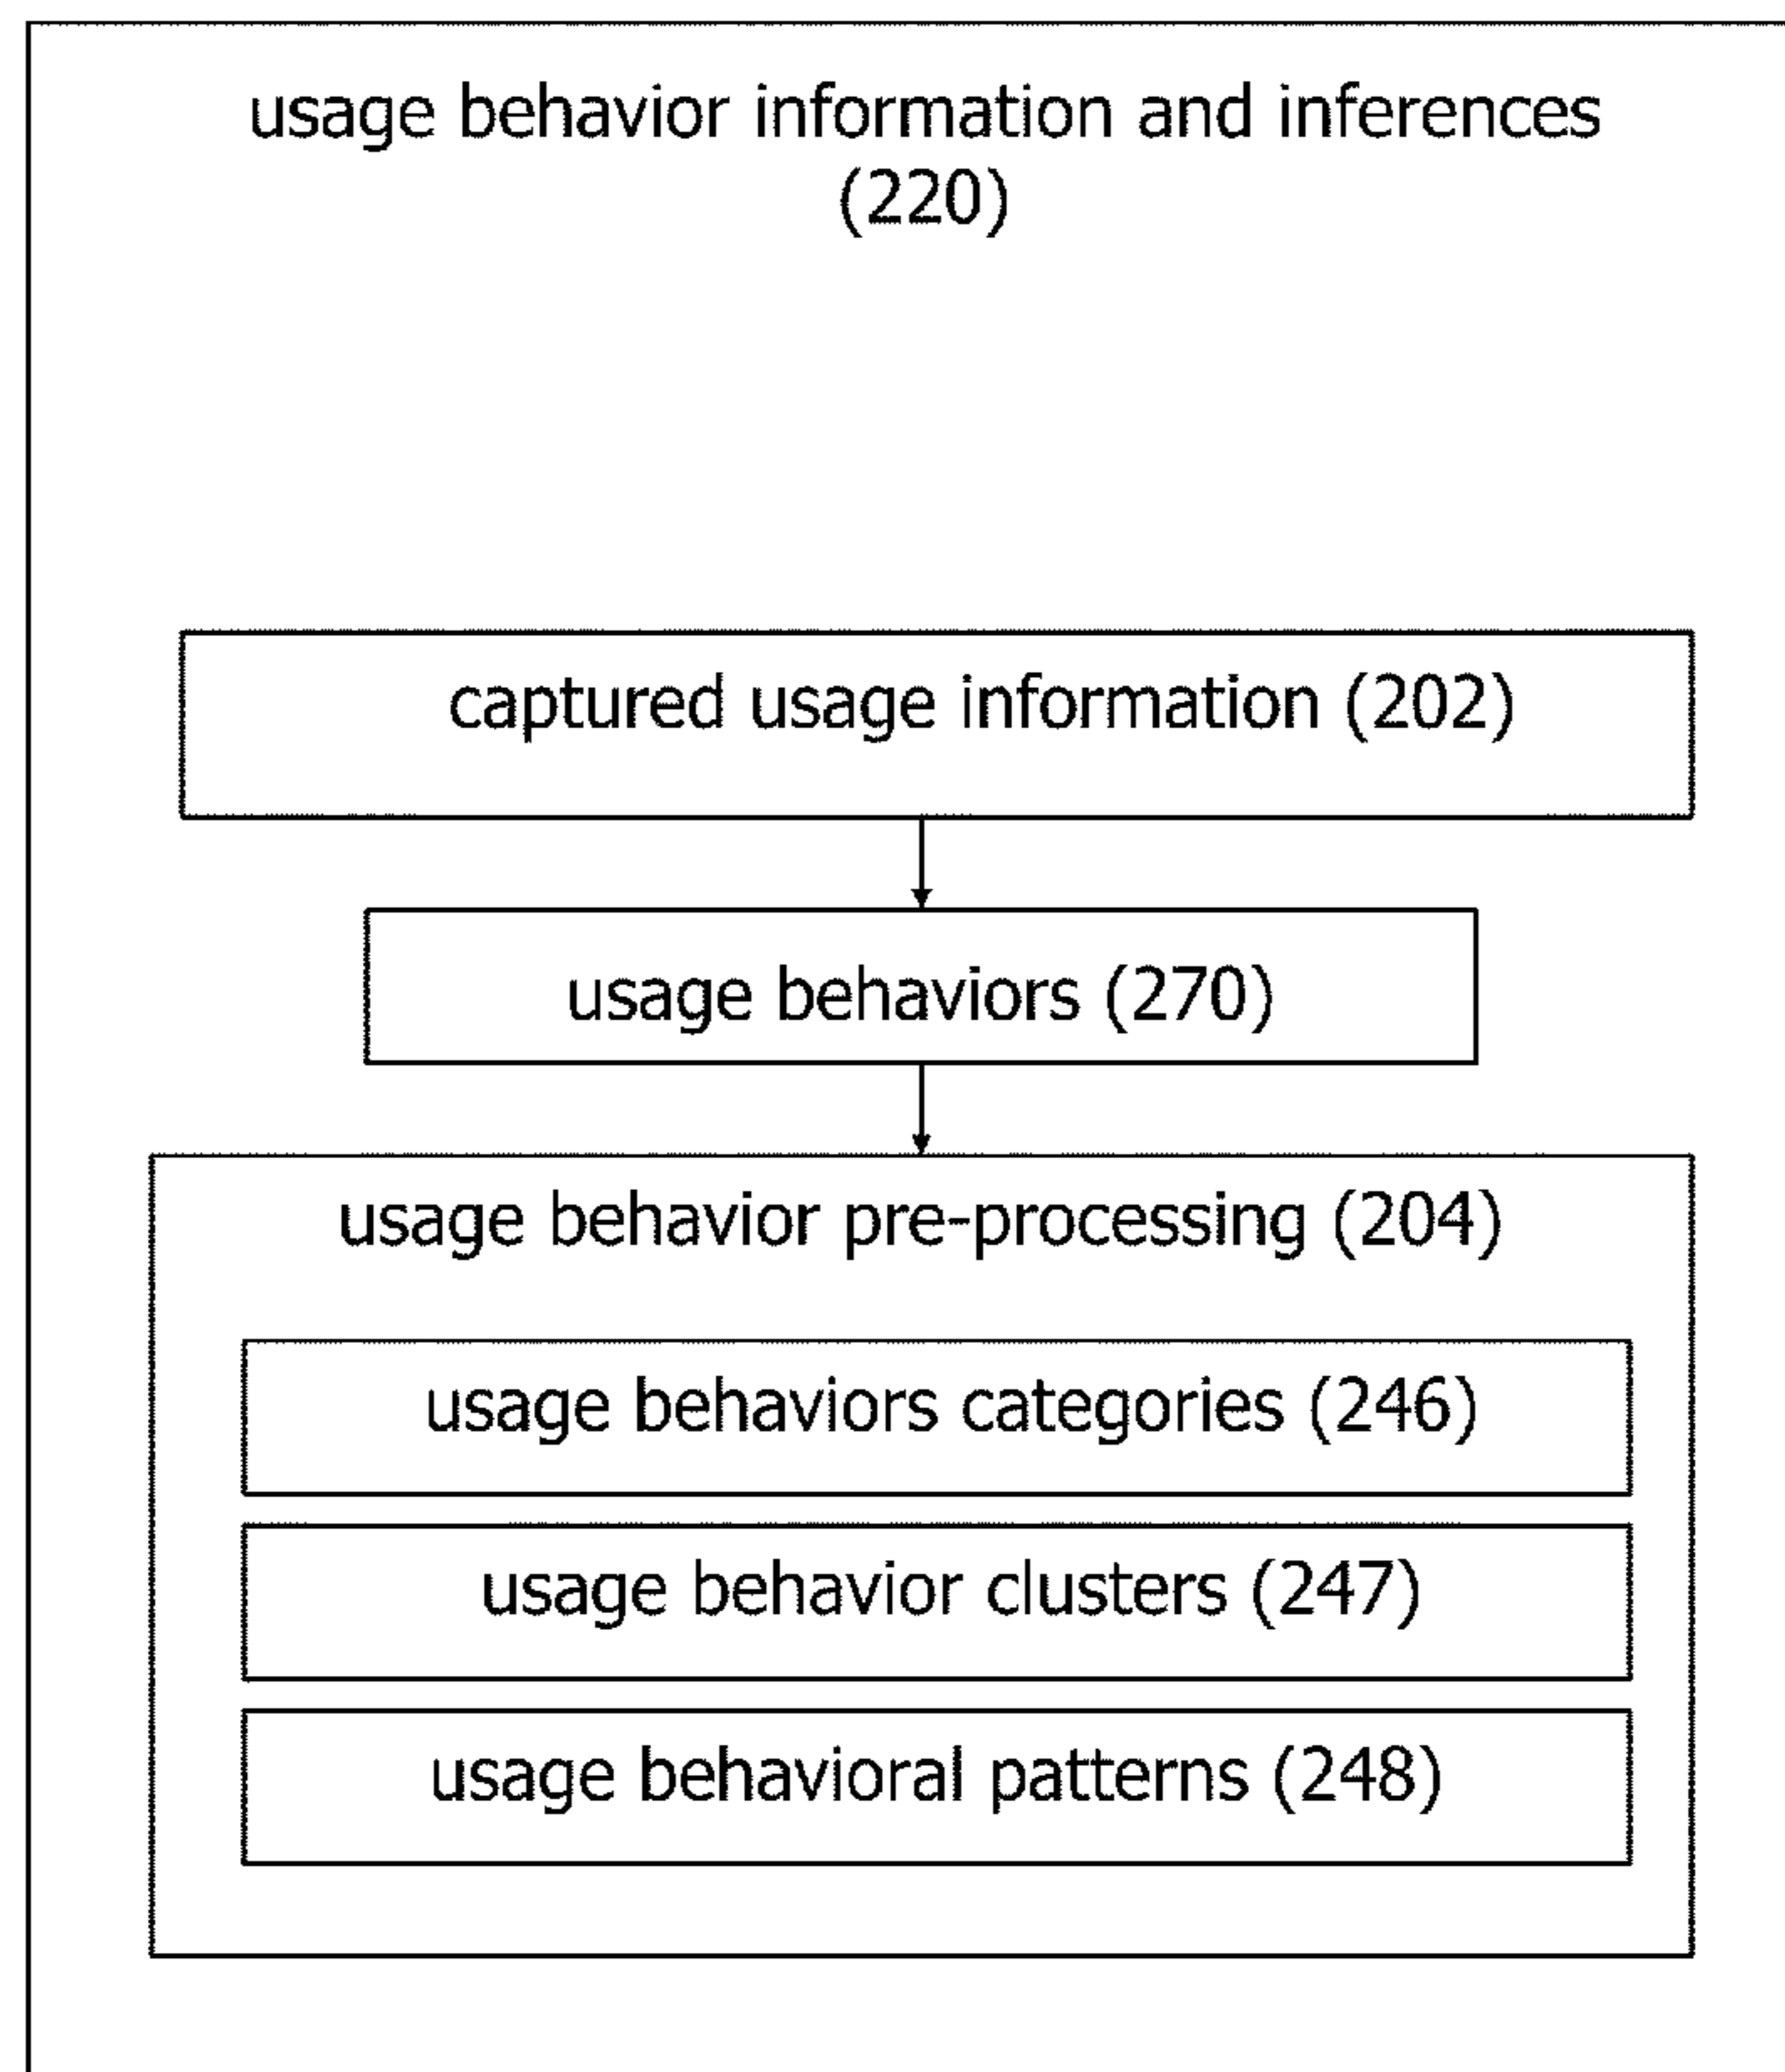 usage behavior information and inferences
(220)
captured usage information (202)
usage behaviors (270)
usage behavior pre-processing (204)
usage behaviors categories (246)
usage behavior clusters (247)
usage behavioral patterns (248)